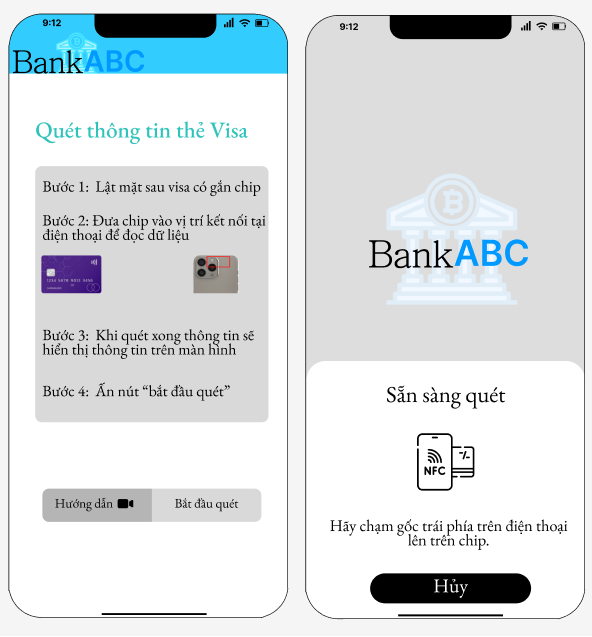 9:12
BankABC
Quét thông tin thẻ Visa
Bước 1: Lật mặt sau visa có gắn chip
Bước 2: Đưa chip vào vị trí kết nối tại
điện thoại để đọc dữ liệu
Bước 3: Khi quét xong thông tin sẽ
hiển thị thông tin trên màn hình
Bước 4: Ấn nút “bắt đầu quét”
Hướng dẫn
Bắt đầu quét
9:12
BankABC
Sẵn sàng quét
NFC
Hãy chạm gốc trái phía trên điện thoại
lên trên chip.
Hủy